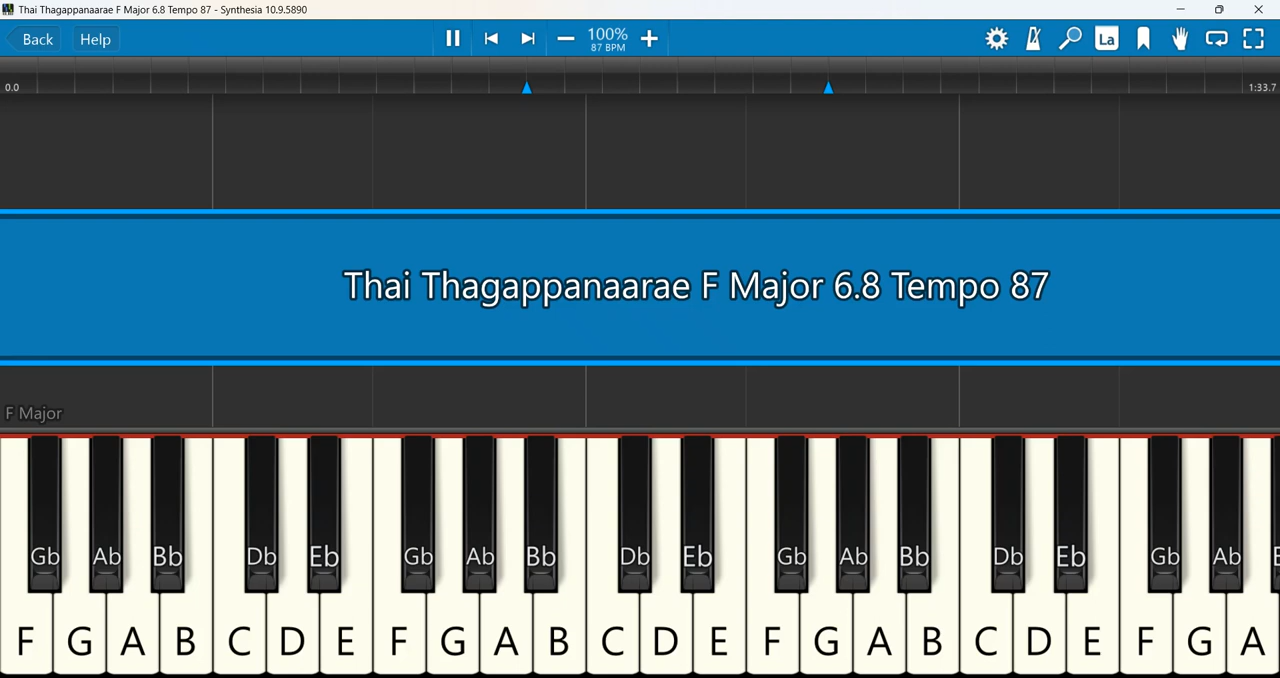 Thai Thagappanaarae F Major 6.8 Tempo 87 - Synthesia 10.9.5890
Back Help 100% La
87 BPM
0.0 1:33.7
Thai Thagappanaarae F Major 6.8 Tempo 87
F Major
Gb Ab Bb Db Eb Gb Ab Bb Db Eb Gb Ab Bb Db Eb Gb Ab
F G A B C D E F G A B C D E F G A B C D E F G A